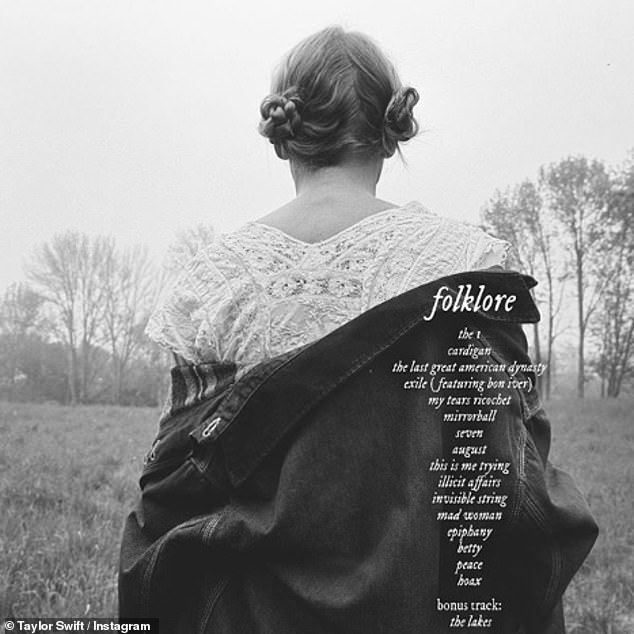 folklore
the 1
cardigan
the last great american dynasty
exile (featuring bon iver)
my tears ricochet
mirrorball
seven
august
this is me trying
illicit affairs
invisible string
mad woman
epiphany
betty
peace
hoax
bonus track:
the lakes
© Taylor Swift / Instagram